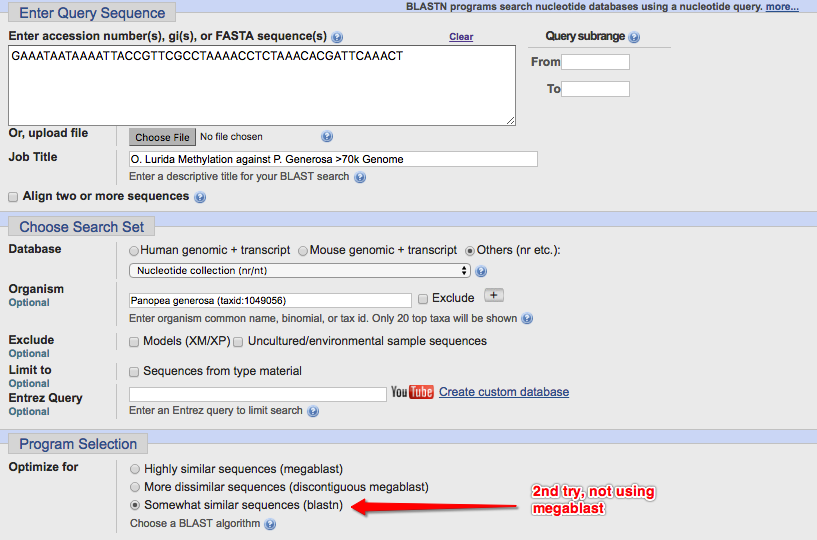 BLASTN programs search nucleotide databases using a nucleotide query. more...
Enter Query Sequence
Enter accession number(s), gi(s), or FASTA sequence(s) Clear Query subrange
GAAATAATAAAATTACCGTTCGCCTAAAACCTCTAAACACGATTCAAACT
From
To
Or, upload file Choose File No file chosen
Job Title O. Lurida Methylation against P. Generosa >70k Genome
Enter a descriptive title for your BLAST search
Align two or more sequences
Choose Search Set
Database Human genomic + transcript Mouse genomic + transcript Others (nr etc.):
Nucleotide collection (nr/nt)
Organism
Optional
Panopea generosa (taxid:1049056) Exclude +
Enter organism common name, binomial, or tax id. Only 20 top taxa will be shown
Exclude Models (XM/XP) Uncultured/environmental sample sequences
Optional
Limit to Sequences from type material
Optional
Entrez Query YouTube Create custom database
Optional Enter an Entrez query to limit search
Program Selection
Optimize for Highly similar sequences (megablast)
More dissimilar sequences (discontiguous megablast)
Somewhat similar sequences (blastn)
Choose a BLAST algorithm
2nd try, not using
megablast